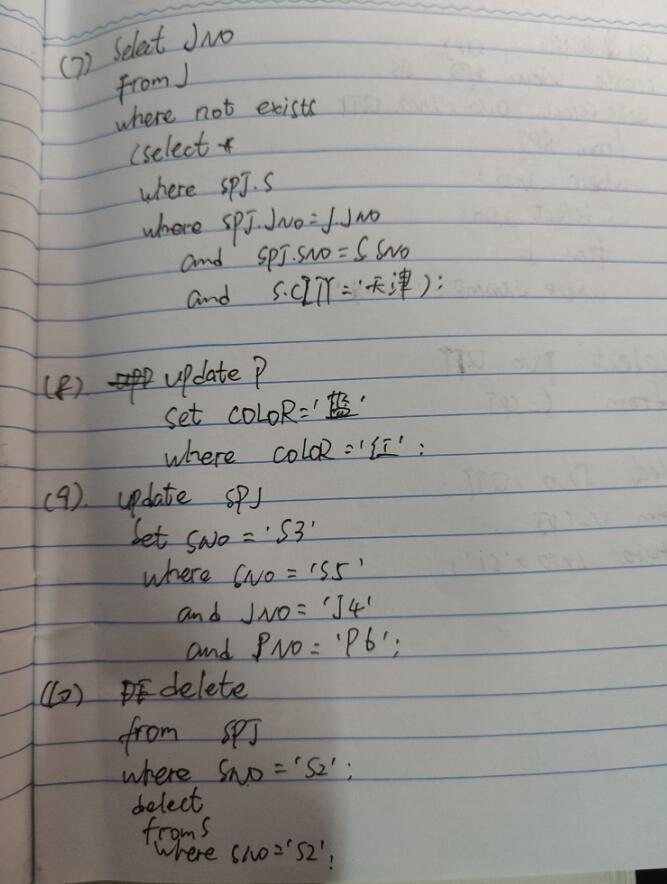 (7) select JNO
from J
where not exists
(select *
where SPJ.S
where SPJ.JNO=J.JNO
and SPJ.SNO=S SNO
and S.CITY='天津');
(8). update P
set COLOR='蓝'
where COLOR='红';
(9). update SPJ
set SNO='S3'
where SNO='S5'
and JNO='J4'
and PNO='P6';
(10) delete
from SPJ
where SNO='S2';
delect
from S
where SNO='S2';